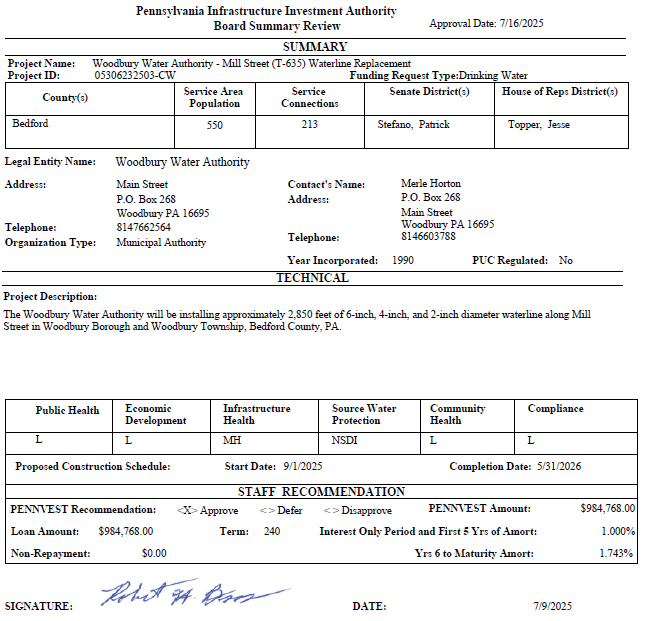 Pennsylvania Infrastructure Investment Authority
Board Summary Review
Approval Date: 7/16/2025
SUMMARY
Project Name: Woodbury Water Authority - Mill Street (T-635) Waterline Replacement
Project ID: 05306232503-CW Funding Request Type:Drinking Water
County(s) Service Area Population Service Connections Senate District(s) House of Reps District(s)
Bedford 550 213 Stefano, Patrick Topper, Jesse
Legal Entity Name: Woodbury Water Authority
Address: Main Street Contact's Name: Merle Horton
P.O. Box 268 Address: P.O. Box 268
Woodbury PA 16695 Main Street
Woodbury PA 16695
Telephone: 8147662564
Organization Type: Municipal Authority Telephone: 8146603788
Year Incorporated: 1990 PUC Regulated: No
TECHNICAL
Project Description:
The Woodbury Water Authority will be installing approximately 2,850 feet of 6-inch, 4-inch, and 2-inch diameter waterline along Mill
Street in Woodbury Borough and Woodbury Township, Bedford County, PA.
Public Health Economic Development Infrastructure Health Source Water Protection Community Health Compliance
L L MH NSDI L L
Proposed Construction Schedule: Start Date: 9/1/2025 Completion Date: 5/31/2026
STAFF RECOMMENDATION
PENNVEST Recommendation: <X> Approve < > Defer < > Disapprove PENNVEST Amount: $984,768.00
Loan Amount: $984,768.00 Term: 240 Interest Only Period and First 5 Yrs of Amort: 1.000%
Non-Repayment: $0.00 Yrs 6 to Maturity Amort: 1.743%
SIGNATURE: DATE: 7/9/2025